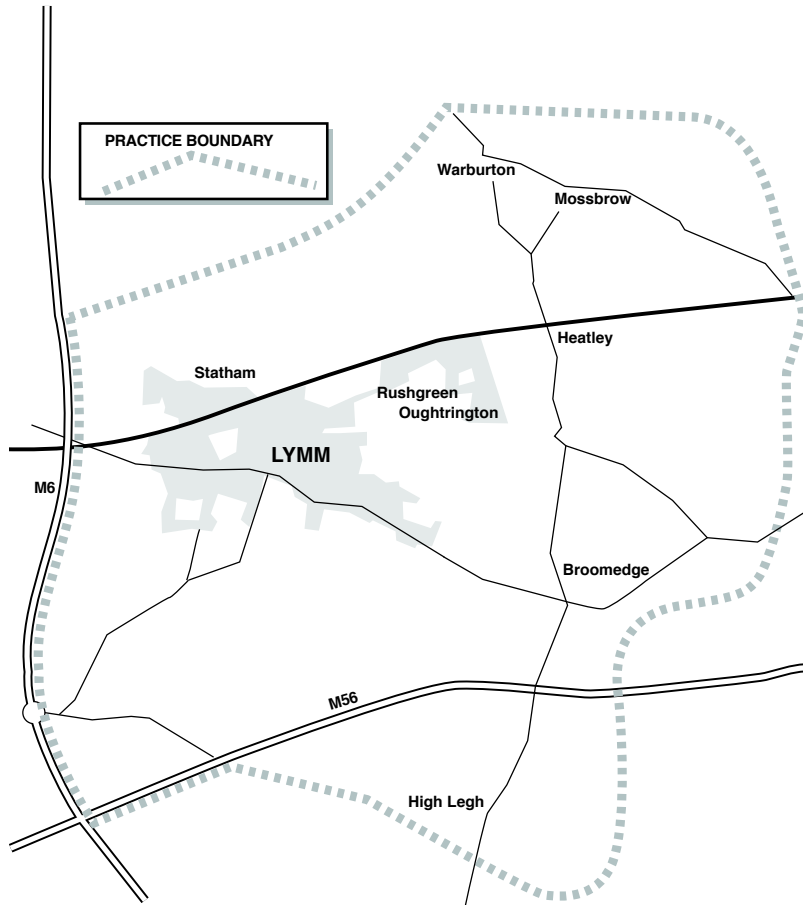 PRACTICE BOUNDARY
Warburton
Mossbrow
Heatley
Statham
Rushgreen
Oughtrington
LYMM
M6
Broomedge
M56
High Legh